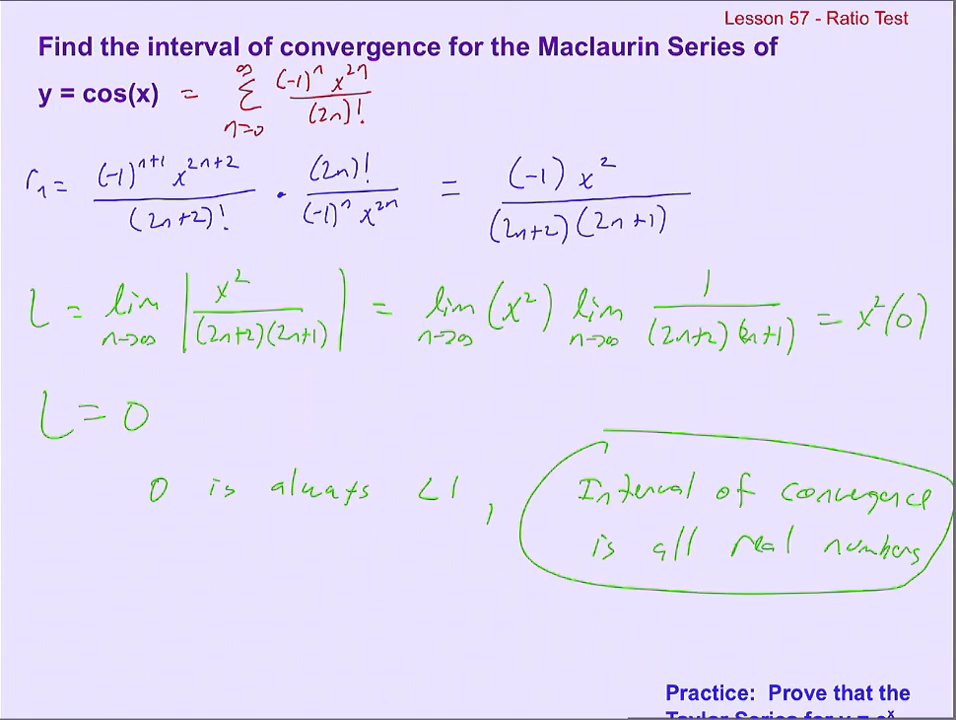 Lesson 57 - Ratio Test
Find the interval of convergence for the Maclaurin Series of
y = cos(x) = ∞ Σ n=0 (-1)^n x^2n / (2n)!
r_n = (-1)^n+1 x^2n+2 / (2n+2)! · (2n)! / (-1)^n x^2n = (-1) x^2 / (2n+2)(2n+1)
L = lim n→∞ | x^2 / (2n+2)(2n+1) | = lim n→∞ (x^2) lim n→∞ 1 / (2n+2)(2n+1) = x^2(0)
L = 0
0 is always <1,
Interval of convergence
is all real numbers
Practice: Prove that the
Taylor Series for y = e^x